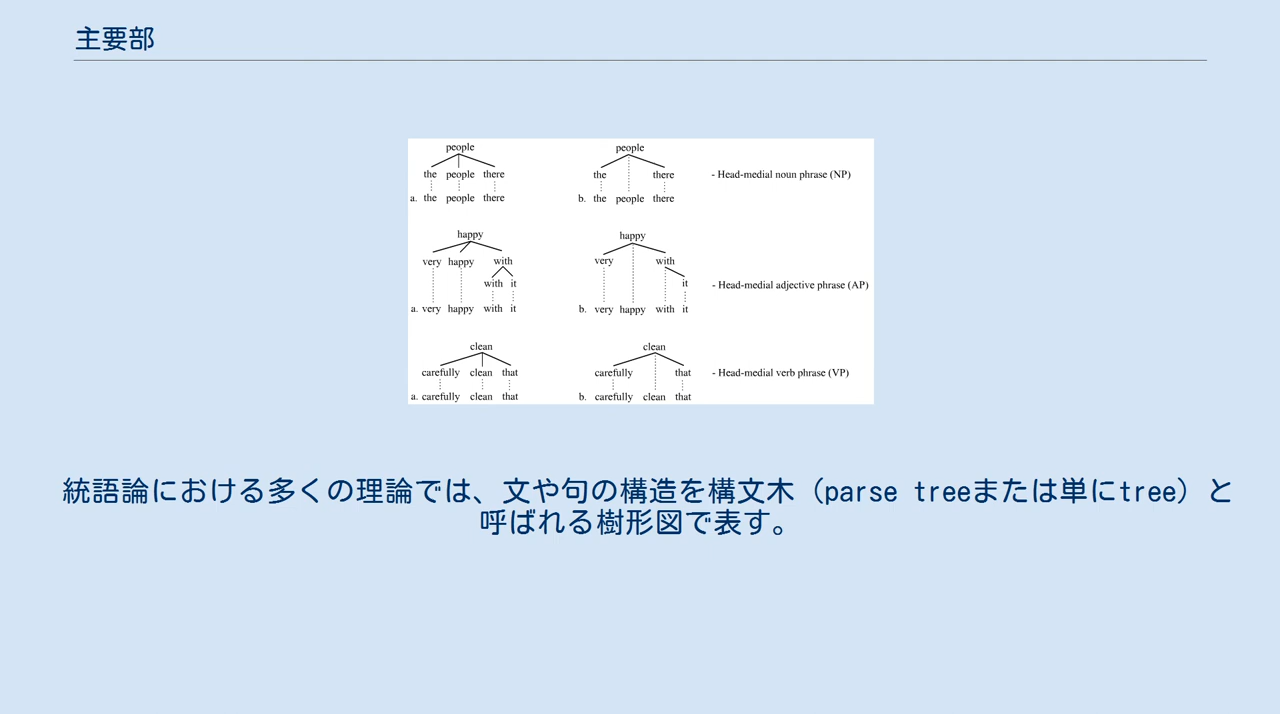 主要部
people
people
the people there
the there
- Head-medial noun phrase (NP)
a. the people there
b. the people there
happy
happy
very happy with
very with
with it
it
- Head-medial adjective phrase (AP)
a. very happy with it
b. very happy with it
clean
clean
carefully clean that
carefully that
- Head-medial verb phrase (VP)
a. carefully clean that
b. carefully clean that
統語論における多くの理論では、文や句の構造を構文木（parse treeまたは単にtree）と
呼ばれる樹形図で表す。